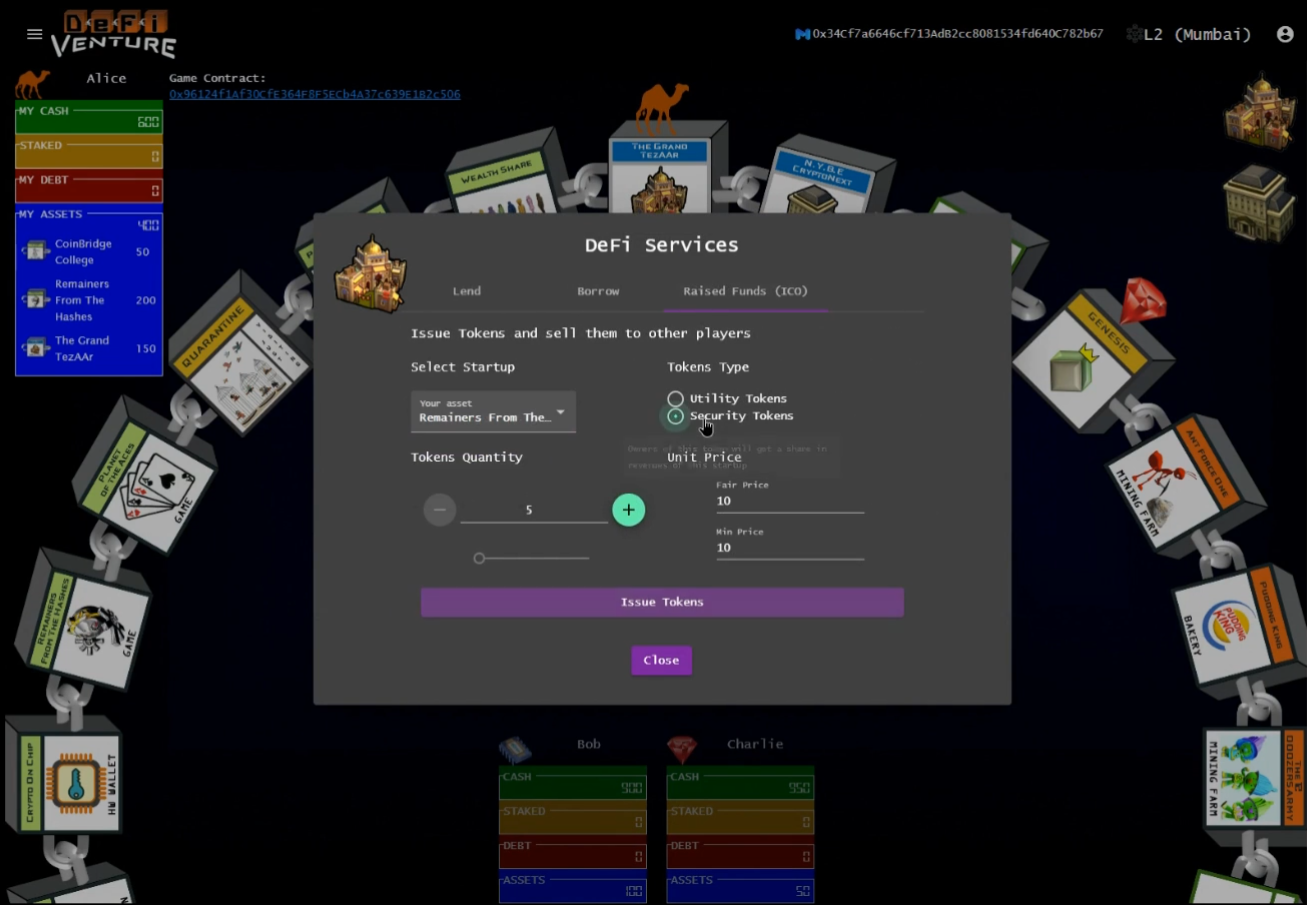 DeFi
VENTURE
0x34Cf7a6646cf713AdB2cc8081534fd640C782b67
L2 (Mumbai)
Alice
Game Contract:
0x96124f1Af30CfE364F8F5ECb4A37c639E1B2c506
MY CASH
600
STAKED
0
MY DEBT
0
MY ASSETS
400
CoinBridge
College
50
Remainers
From The
Hashes
200
The Grand
TezAAr
150
WEALTH SHARE
THE GRAND
TEZAAR
N.Y.B.E
CRYPTONEXT
QUARANTINE
GENESIS
PLANET
OF THE ACES
GAME
ANT FORCE ONE
MINING FARM
REMAINERS
FROM THE HASHES
GAME
PUDDING KING
PUDDING
KING
BAKERY
CRYPTO ON CHIP
HW WALLET
MINING FARM
DOOZERS ARMY
DeFi Services
Lend
Borrow
Raised Funds (ICO)
Issue Tokens and sell them to other players
Select Startup
Tokens Type
Your asset
Remainers From The…
Utility Tokens
Security Tokens
Owners of this token will get a share in
revenues of this startup
Tokens Quantity
Unit Price
5
Fair Price
10
Min Price
10
Issue Tokens
Close
Bob
Charlie
CASH
900
CASH
950
STAKED
0
STAKED
0
DEBT
0
DEBT
0
ASSETS
100
ASSETS
50